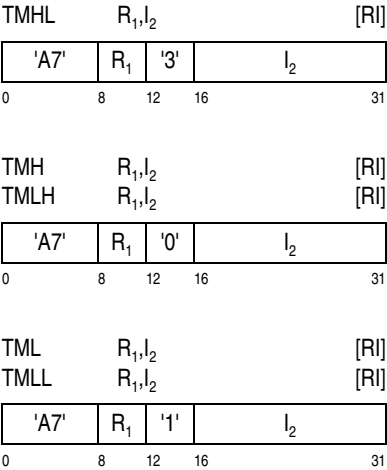 TMHL R₁,I₂ [RI]
'A7' R₁ '3' I₂
0 8 12 16 31
TMH R₁,I₂ [RI]
TMLH R₁,I₂ [RI]
'A7' R₁ '0' I₂
0 8 12 16 31
TML R₁,I₂ [RI]
TMLL R₁,I₂ [RI]
'A7' R₁ '1' I₂
0 8 12 16 31